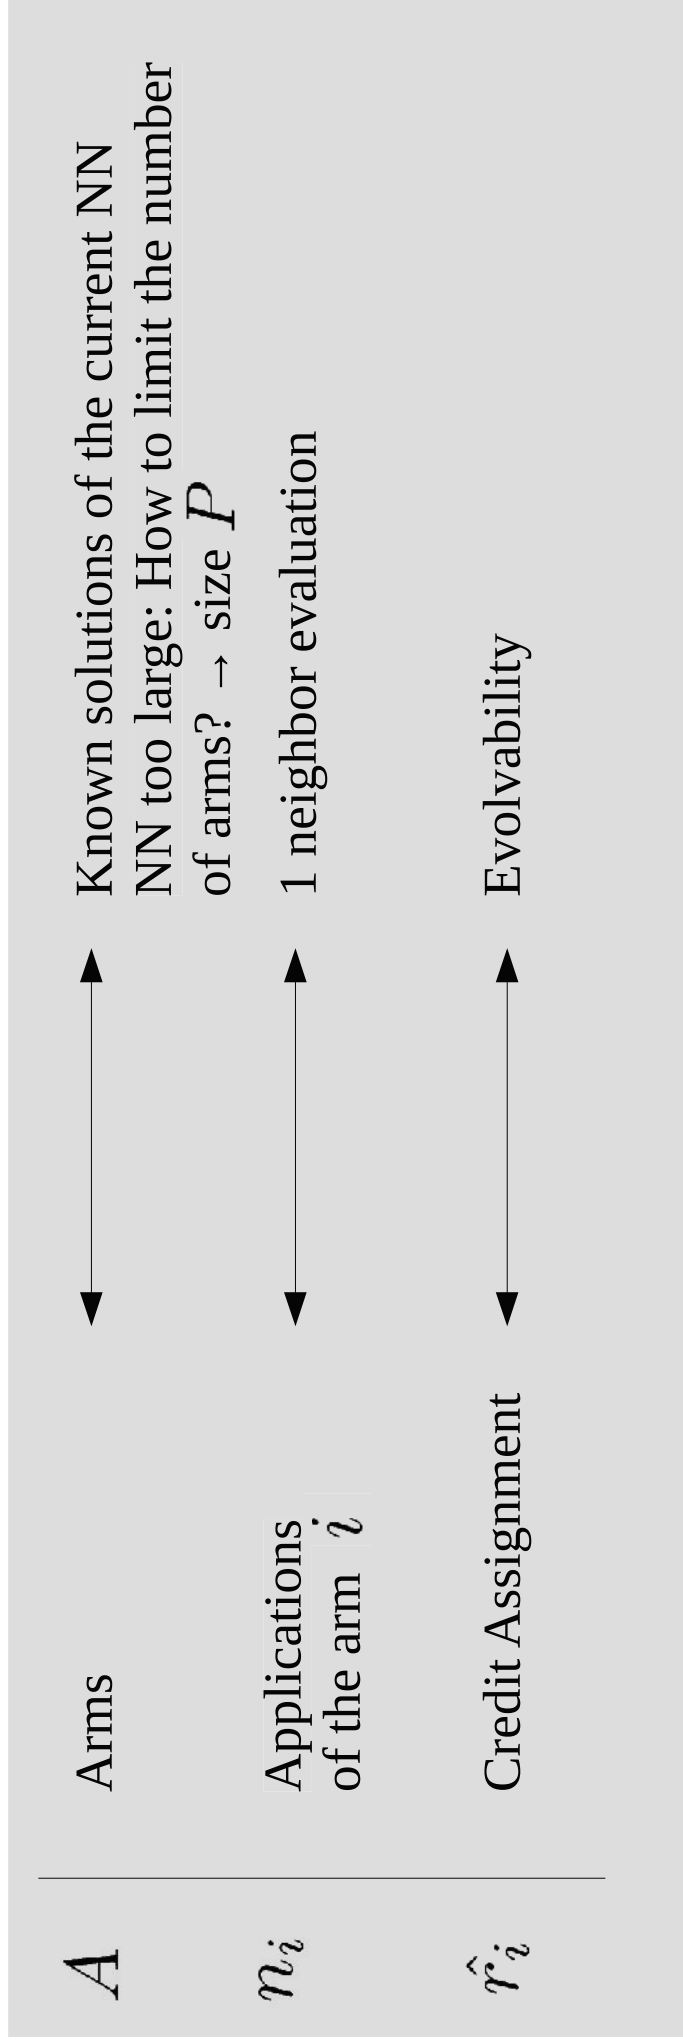 A
Arms
Known solutions of the current NN
NN too large: How to limit the number
of arms? → size P
n_i
Applications
of the arm i
1 neighbor evaluation
r̂_i
Credit Assignment
Evolvability